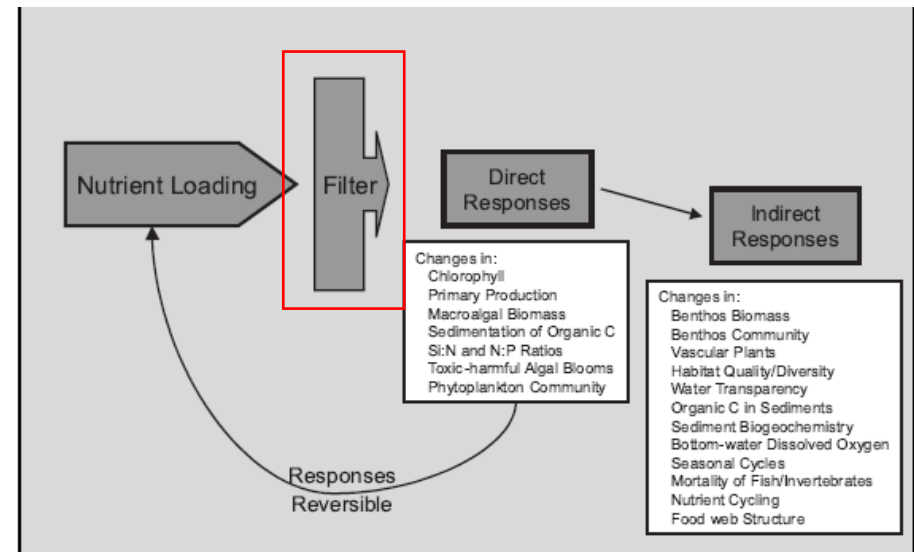 Nutrient Loading
Filter
Direct
Responses
Indirect
Responses
Changes in:
Chlorophyll
Primary Production
Macroalgal Biomass
Sedimentation of Organic C
Si:N and N:P Ratios
Toxic-harmful Algal Blooms
Phytoplankton Community
Changes in:
Benthos Biomass
Benthos Community
Vascular Plants
Habitat Quality/Diversity
Water Transparency
Organic C in Sediments
Sediment Biogeochemistry
Bottom-water Dissolved Oxygen
Seasonal Cycles
Mortality of Fish/Invertebrates
Nutrient Cycling
Food web Structure
Responses
Reversible